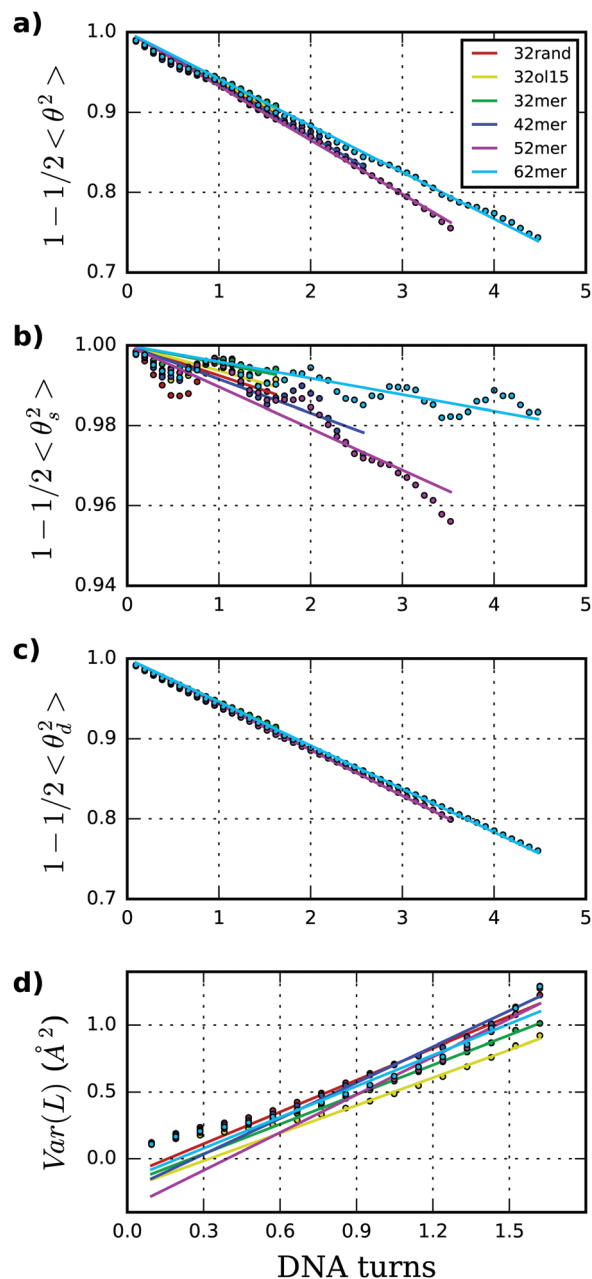 a)
1 − 1/2 < θ² >
1.0
0.9
0.8
0.7
0 1 2 3 4 5
32rand
32ol15
32mer
42mer
52mer
62mer
b)
1 − 1/2 < θ²ₛ >
1.00
0.98
0.96
0.94
0 1 2 3 4 5
c)
1 − 1/2 < θ²_d >
1.0
0.9
0.8
0.7
0 1 2 3 4 5
d)
Var(L) (Å²)
1.0
0.5
0.0
0.0 0.3 0.6 0.9 1.2 1.5
DNA turns